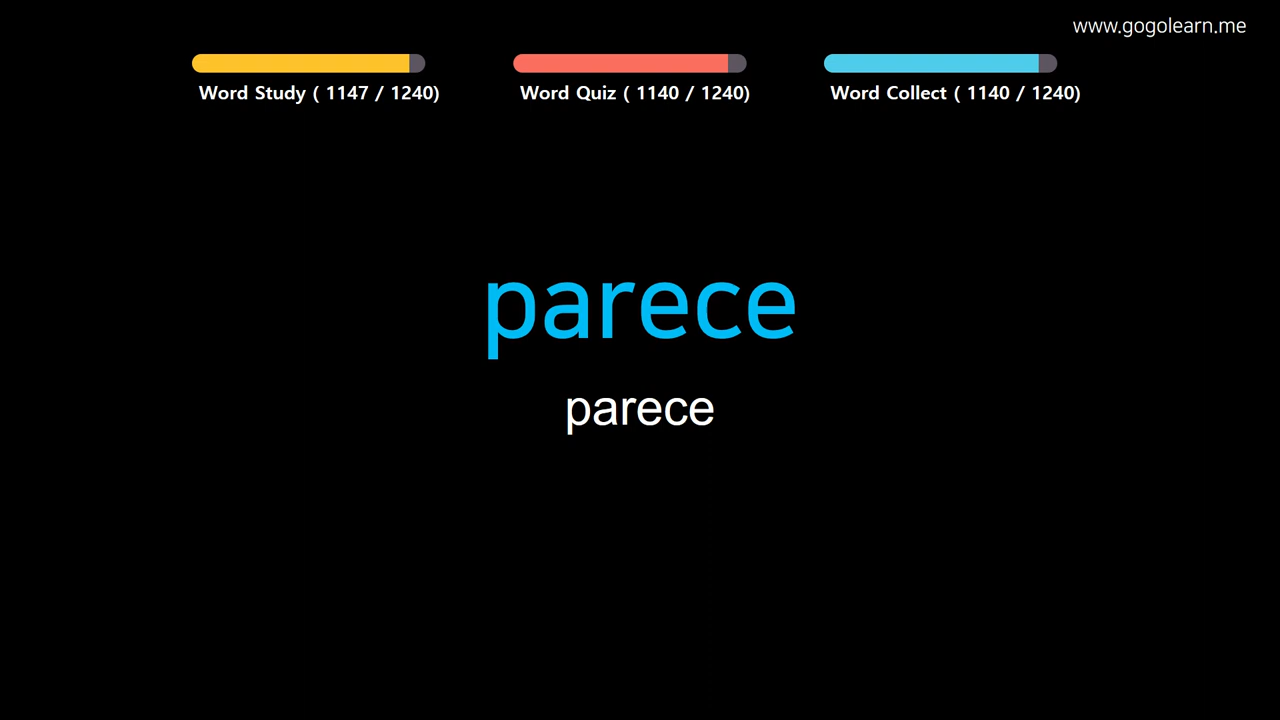 www.gogolearn.me
Word Study ( 1147 / 1240)
Word Quiz ( 1140 / 1240)
Word Collect ( 1140 / 1240)
parece
parece